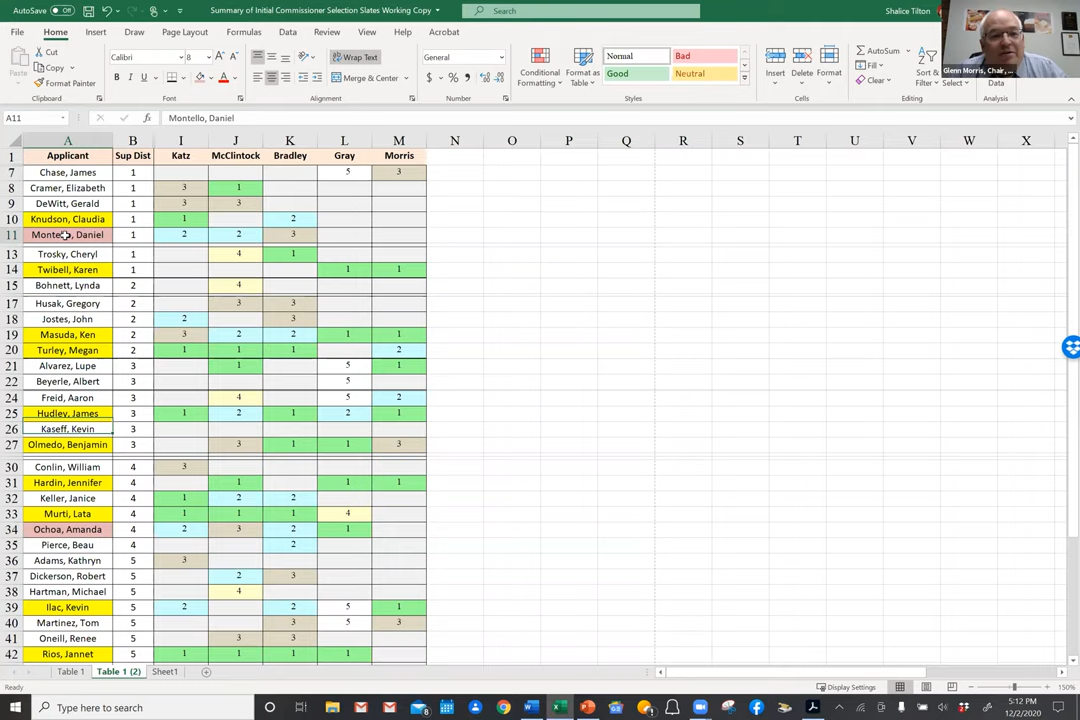 AutoSave Off Summary of Initial Commissioner Selection Slates Working Copy Search Shalice Tilton
File Home Insert Draw Page Layout Formulas Data Review View Help Acrobat
Cut
Copy
Format Painter
Paste
Clipboard
Calibri 8
B I U
Font
Wrap Text
Merge & Center
Alignment
General
$ % 9
Number
Conditional Formatting
Format as Table
Normal Bad
Good Neutral
Styles
Insert Delete Format
Cells
AutoSum
Fill
Clear
Sort & Filter
Editing
Data
Analysis
Glenn Morris, Chair, ...
A11 fx Montello, Daniel
A B I J K L M N O P Q R S T U V W X
1 Applicant Sup Dist Katz McClintock Bradley Gray Morris
7 Chase, James 1 5 3
8 Cramer, Elizabeth 1 3 1
9 DeWitt, Gerald 1 3 3
10 Knudson, Claudia 1 1 2
11 Montello, Daniel 1 2 2 3
13 Trosky, Cheryl 1 4 1
14 Twibell, Karen 1 1 1
15 Bohnett, Lynda 2 4
17 Husak, Gregory 2 3 3
18 Jostes, John 2 2 3
19 Masuda, Ken 2 3 2 2 1 1
20 Turley, Megan 2 1 1 1 2
21 Alvarez, Lupe 3 1 5 1
22 Beyerle, Albert 3 5
24 Freid, Aaron 3 4 5 2
25 Hudley, James 3 1 2 1 2 1
26 Kaseff, Kevin 3
27 Olmedo, Benjamin 3 3 1 1 3
30 Conlin, William 4 3
31 Hardin, Jennifer 4 1 1 1
32 Keller, Janice 4 1 2 2
33 Murti, Lata 4 1 1 1 4
34 Ochoa, Amanda 4 2 3 2 1
35 Pierce, Beau 4 2
36 Adams, Kathryn 5 3
37 Dickerson, Robert 5 2 3
38 Hartman, Michael 5 4
39 Ilac, Kevin 5 2 2 5 1
40 Martinez, Tom 5 3 5 3
41 Oneill, Renee 5 3 3
42 Rios, Jannet 5 1 1 1 1
Table 1 Table 1 (2) Sheet1
Ready Display Settings 150%
Type here to search 5:12 PM
12/2/2020